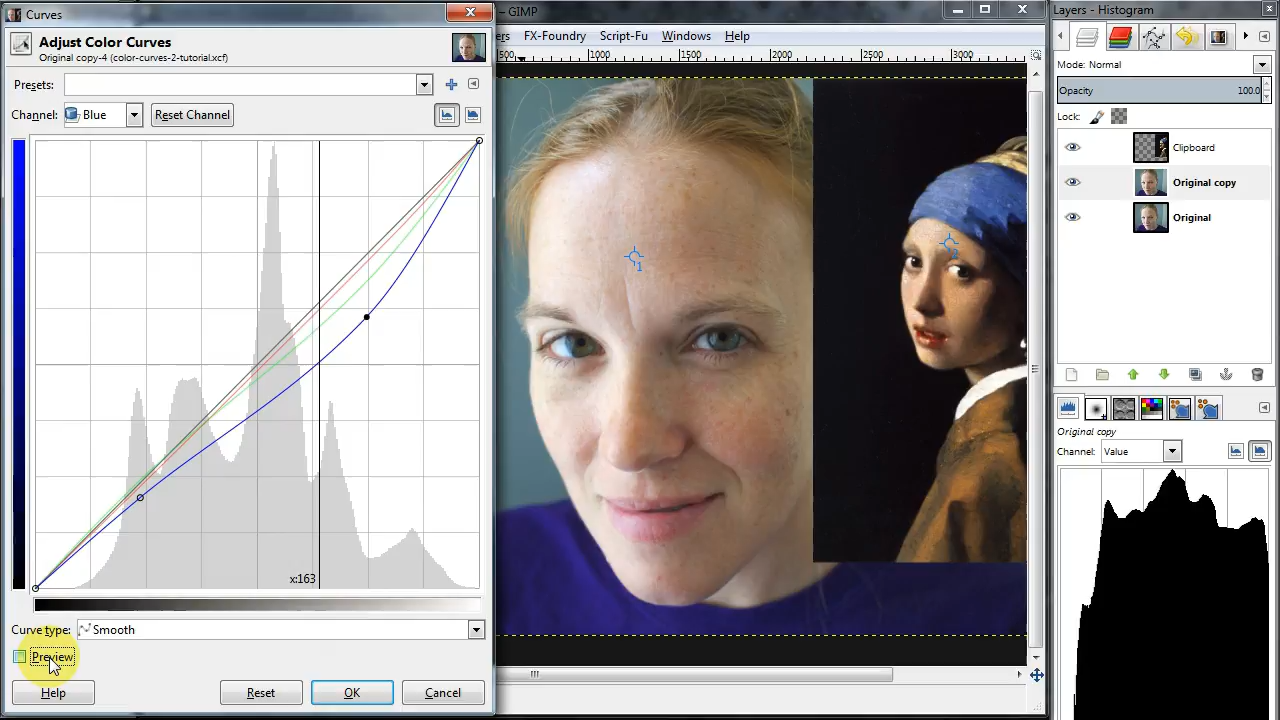 Curves
Adjust Color Curves
Original copy-4 (color-curves-2-tutorial.xcf)
Presets:
Channel: Blue Reset Channel
x:163
Curve type: Smooth
Preview
Help Reset OK Cancel
– GIMP
ers FX-Foundry Script-Fu Windows Help
500 1000 1500 2000 2500 3000
1
2
Layers - Histogram
Mode: Normal
Opacity 100.0
Lock:
Clipboard
Original copy
Original
Original copy
Channel: Value